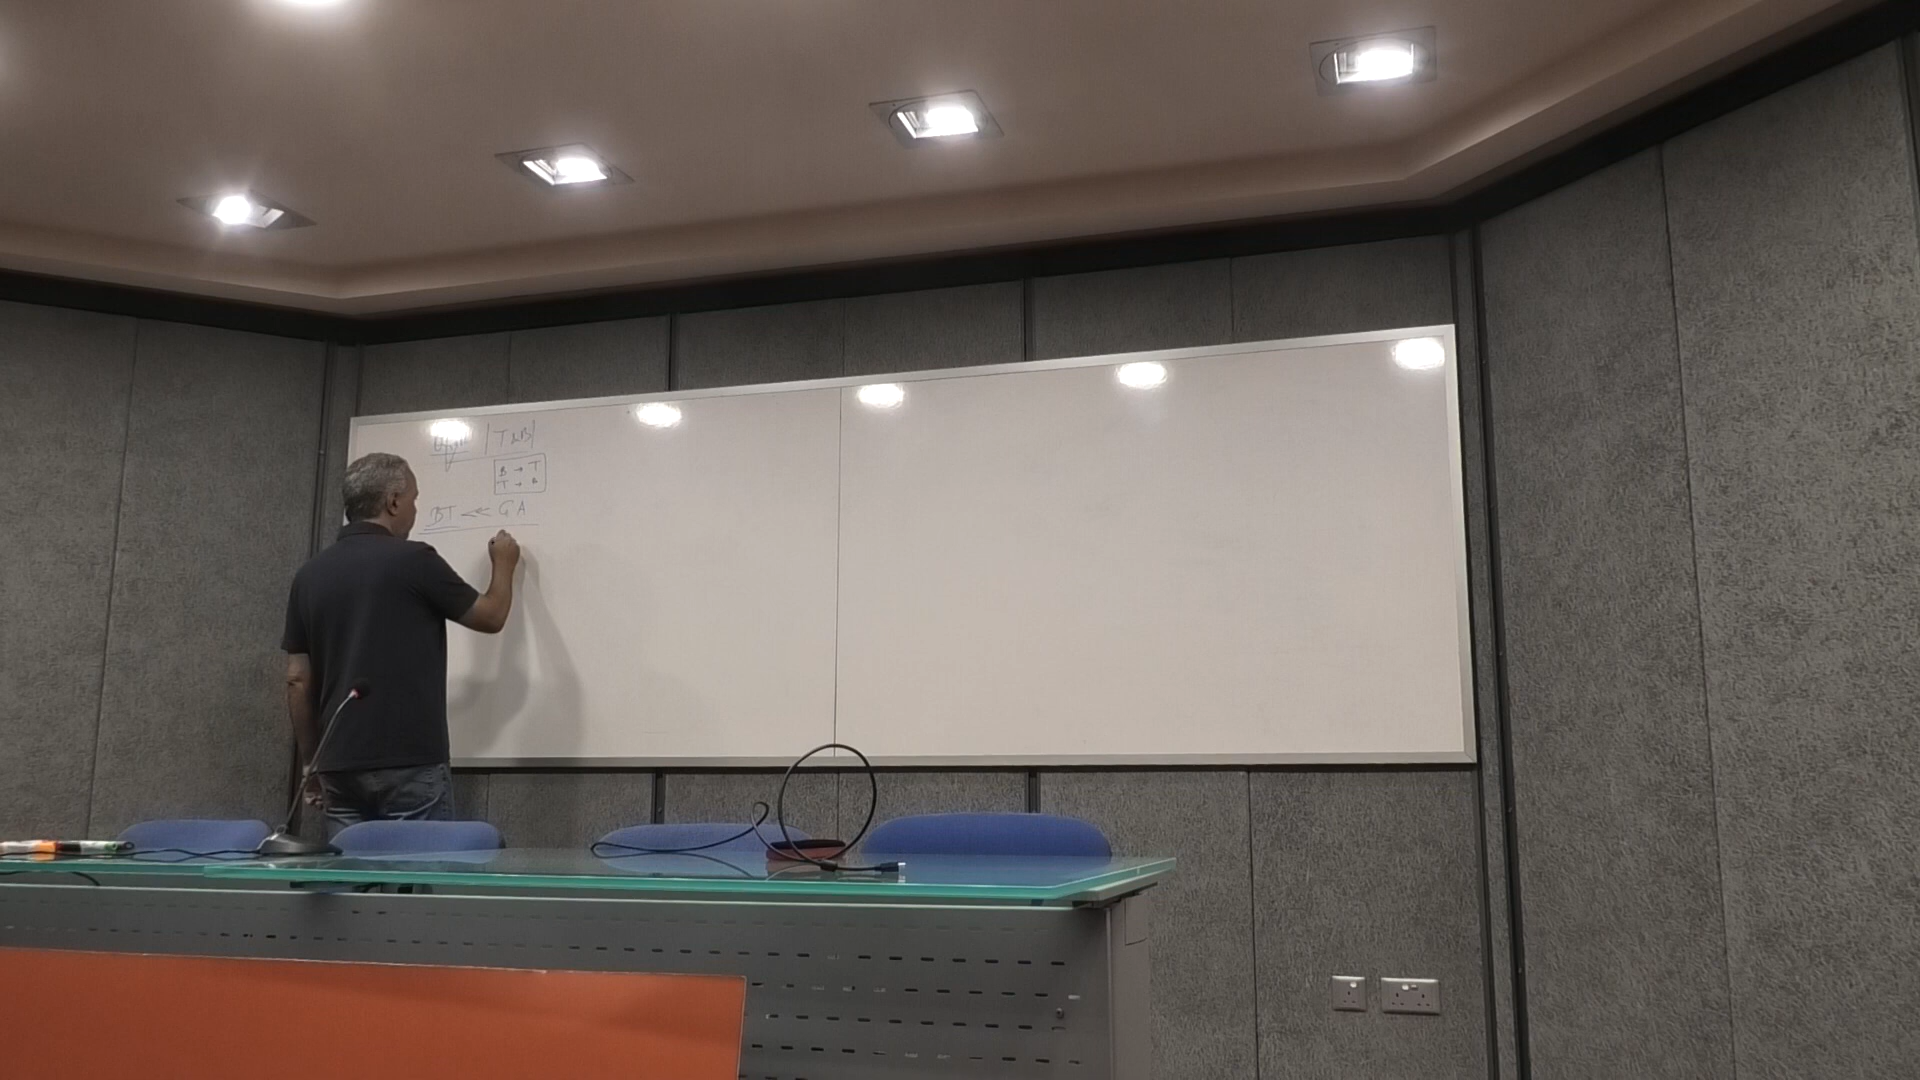 |T&B|
B → T
T → B
BT << GA